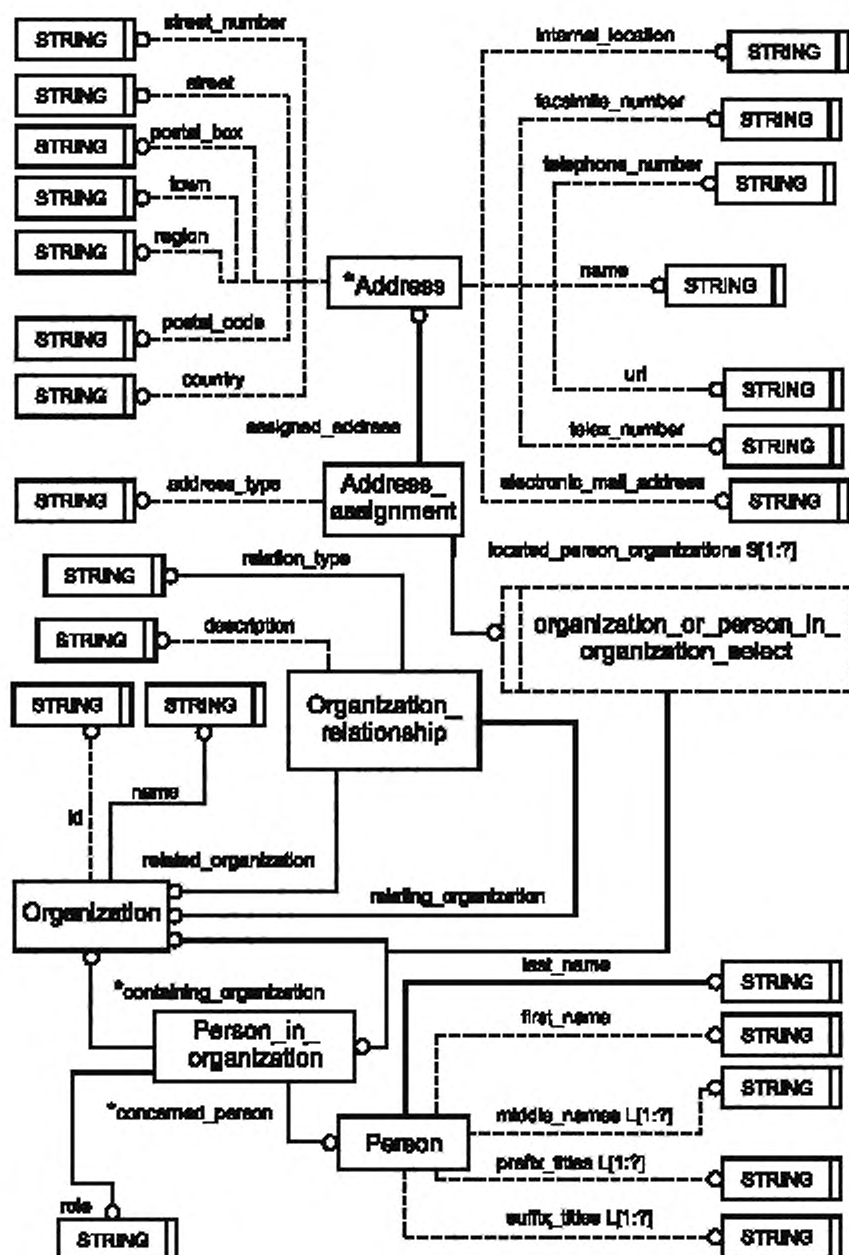 street_number
STRING
internal_location
STRING
street
STRING
facsimile_number
STRING
postal_box
STRING
telephone_number
STRING
town
STRING
region
STRING
*Address
name
STRING
postal_code
STRING
country
STRING
url
STRING
assigned_address
telex_number
STRING
address_type
STRING
Address_
assignment
electronic_mail_address
STRING
located_person_organizations S[1:?]
relation_type
STRING
description
STRING
organization_or_person_in_
organization_select
STRING
STRING
Organization_
relationship
id
name
related_organization
relating_organization
Organization
*containing_organization
last_name
STRING
Person_in_
organization
first_name
STRING
*concerned_person
middle_names L[1:?]
STRING
Person
prefix_titles L[1:?]
STRING
role
STRING
suffix_titles L[1:?]
STRING